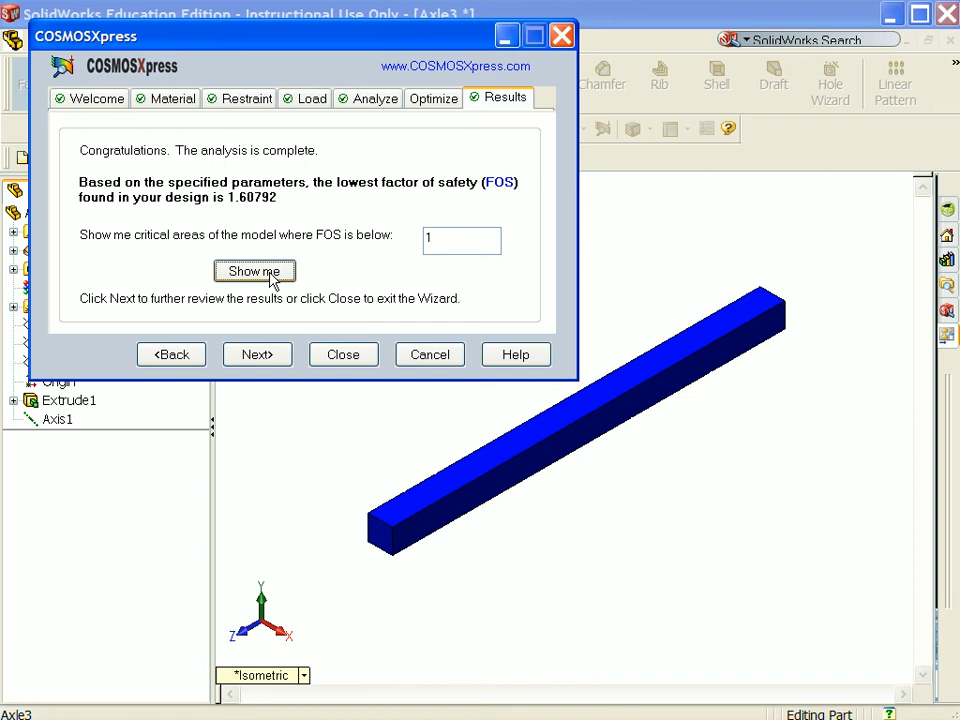 SolidWorks Education Edition - Instructional Use Only - [Axle3 *]
COSMOSXpress
SolidWorks Search
COSMOSXpress
www.COSMOSXpress.com
Chamfer
Rib
Shell
Draft
Hole
Wizard
Linear
Pattern
Welcome
Material
Restraint
Load
Analyze
Optimize
Results
Congratulations. The analysis is complete.
Based on the specified parameters, the lowest factor of safety (FOS)
found in your design is 1.60792
Show me critical areas of the model where FOS is below:
1
Show me
Click Next to further review the results or click Close to exit the Wizard.
<Back
Next>
Close
Cancel
Help
Origin
Extrude1
Axis1
Y
Z
X
*Isometric
Axle3
Editing Part